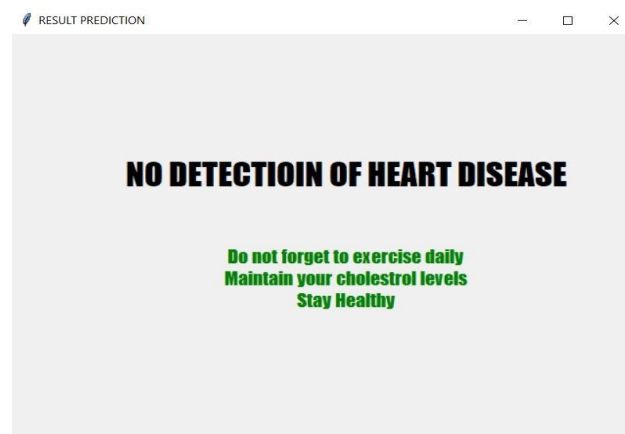 RESULT PREDICTION
NO DETECTIOIN OF HEART DISEASE
Do not forget to exercise daily
Maintain your cholestrol levels
Stay Healthy